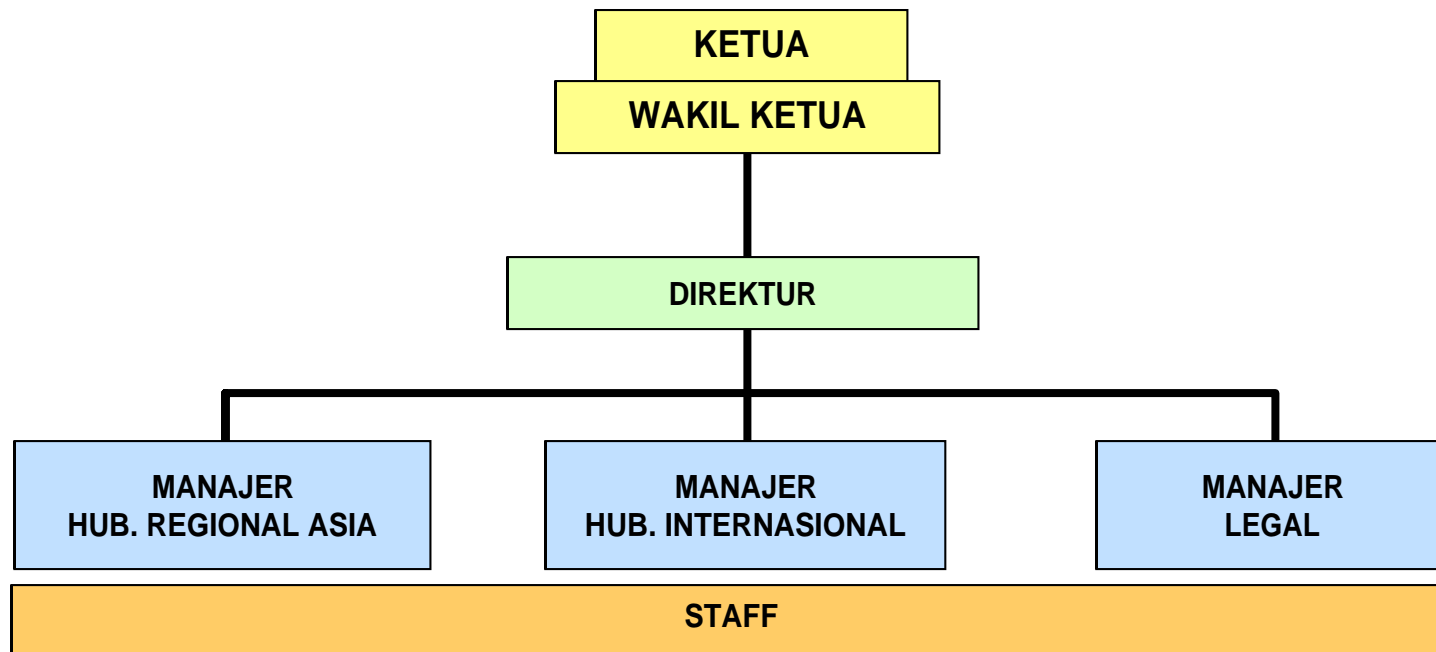 KETUA
WAKIL KETUA
DIREKTUR
MANAJER
HUB. REGIONAL ASIA
MANAJER
HUB. INTERNASIONAL
MANAJER
LEGAL
STAFF